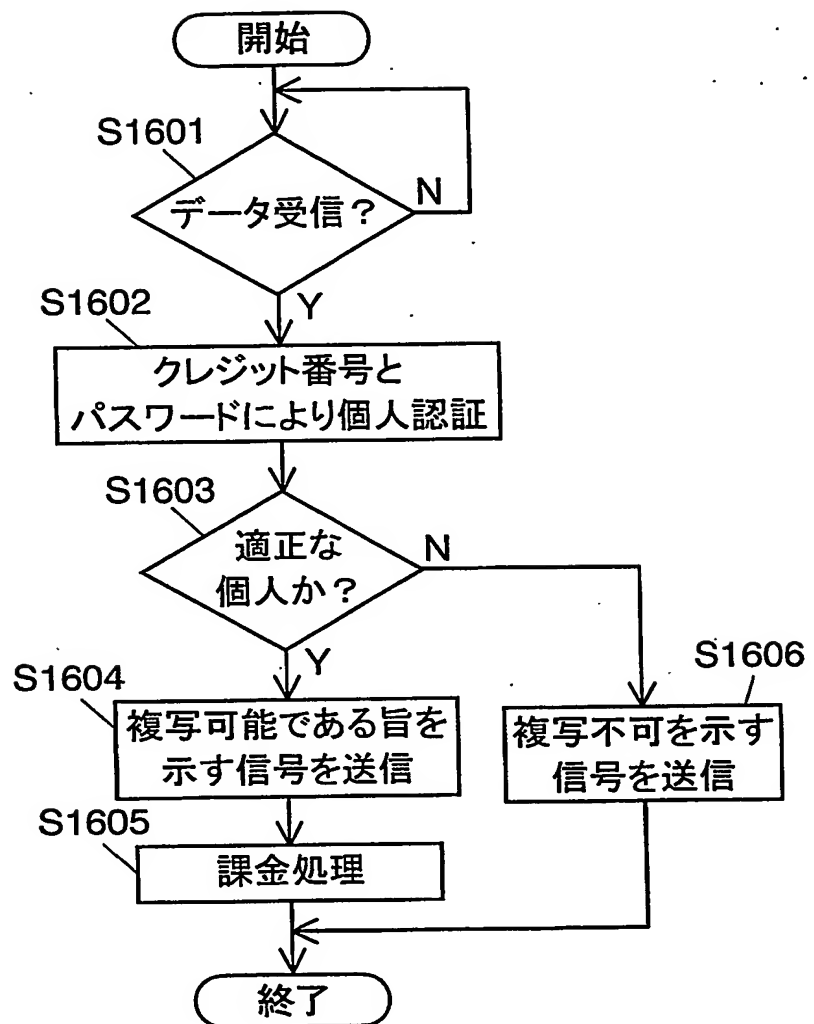 開始
S1601
データ受信？
N
S1602
Y
クレジット番号と
パスワードにより個人認証
S1603
適正な
個人か？
N
Y
S1604
複写可能である旨を
示す信号を送信
S1606
複写不可を示す
信号を送信
S1605
課金処理
終了